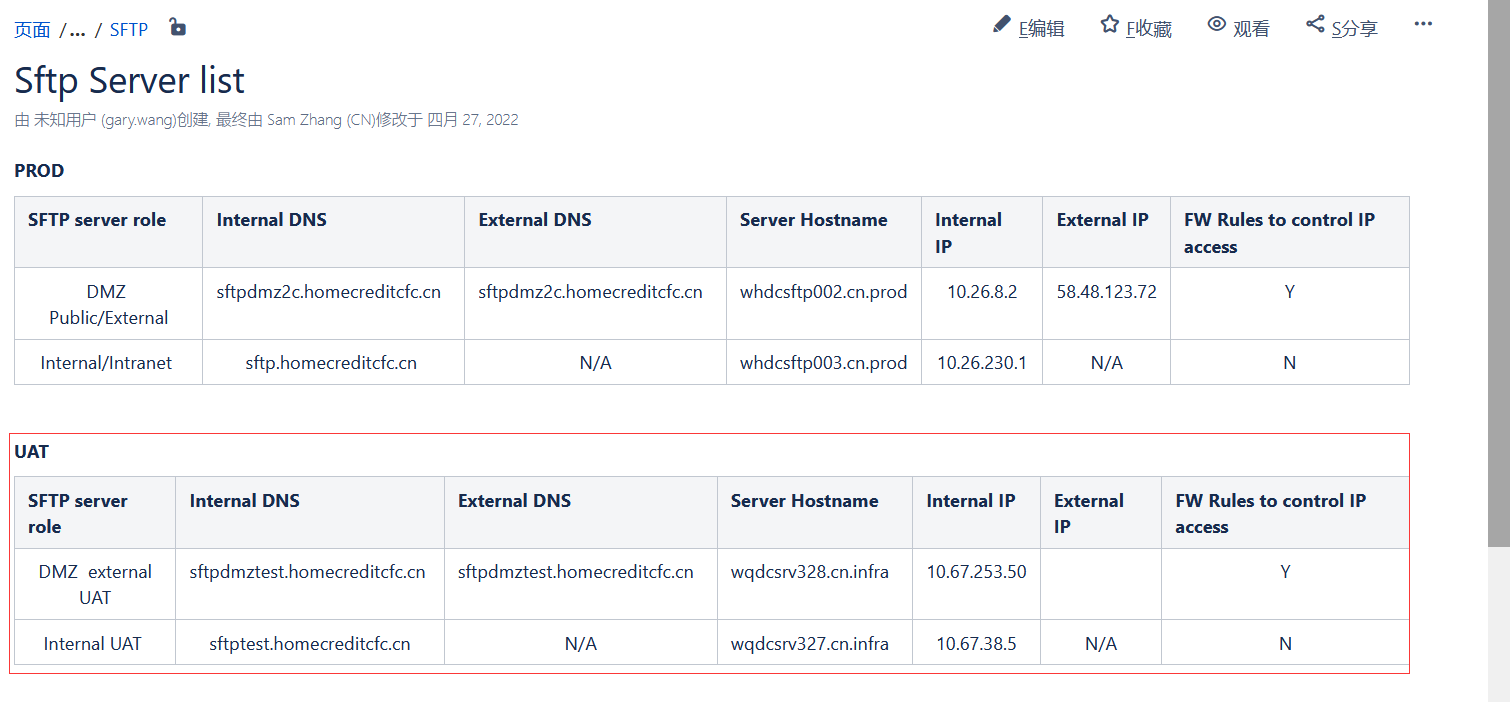 页面 / ... / SFTP
E编辑 F收藏 观看 S分享 ...
Sftp Server list
由 未知用户 (gary.wang)创建, 最终由 Sam Zhang (CN)修改于 四月 27, 2022
PROD
SFTP server role Internal DNS External DNS Server Hostname Internal IP External IP FW Rules to control IP access
DMZ Public/External sftpdmz2c.homecreditcfc.cn sftpdmz2c.homecreditcfc.cn whdcsftp002.cn.prod 10.26.8.2 58.48.123.72 Y
Internal/Intranet sftp.homecreditcfc.cn N/A whdcsftp003.cn.prod 10.26.230.1 N/A N
UAT
SFTP server role Internal DNS External DNS Server Hostname Internal IP External IP FW Rules to control IP access
DMZ external UAT sftpdmztest.homecreditcfc.cn sftpdmztest.homecreditcfc.cn wqdcsrv328.cn.infra 10.67.253.50 Y
Internal UAT sftptest.homecreditcfc.cn N/A wqdcsrv327.cn.infra 10.67.38.5 N/A N